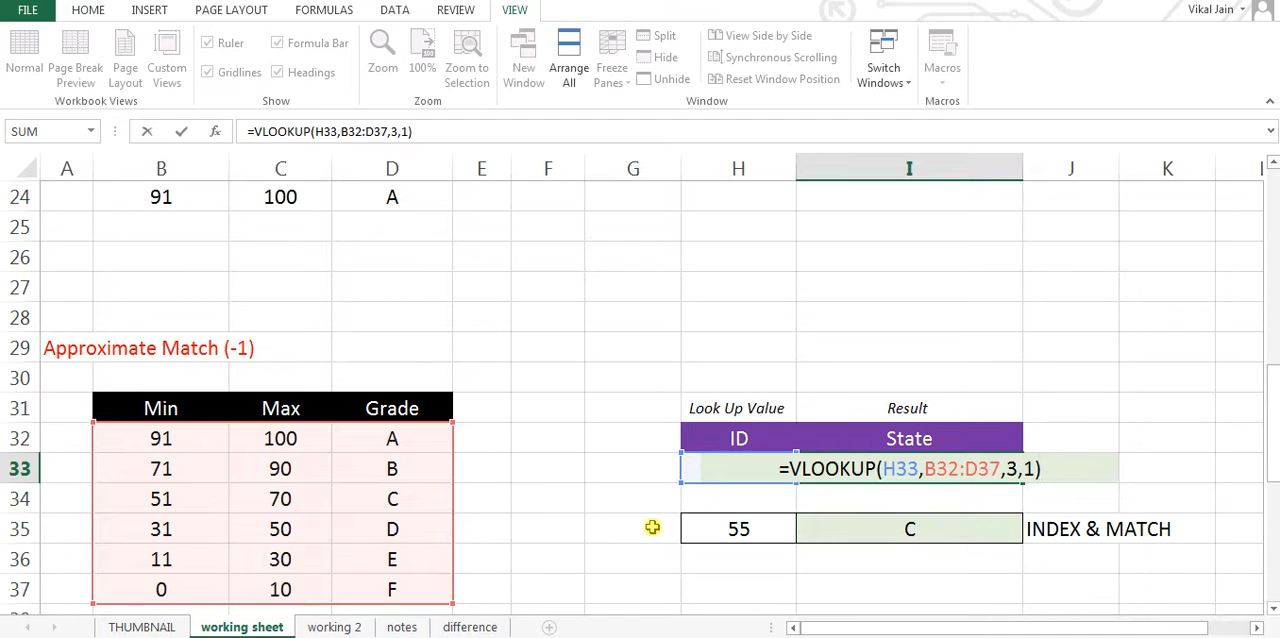 FILE HOME INSERT PAGE LAYOUT FORMULAS DATA REVIEW VIEW Vikal Jain
Ruler Formula Bar Split View Side by Side
Hide Synchronous Scrolling
Normal Page Break Page Custom Gridlines Headings Zoom 100% Zoom to New Arrange Freeze Unhide Reset Window Position Switch Macros
Preview Layout Views Selection Window All Panes Windows
Workbook Views Show Zoom Window Macros
SUM =VLOOKUP(H33,B32:D37,3,1)
A B C D E F G H I J K
24 91 100 A
25
26
27
28
29 Approximate Match (-1)
30
31 Min Max Grade Look Up Value Result
32 91 100 A ID State
33 71 90 B =VLOOKUP(H33,B32:D37,3,1)
34 51 70 C
35 31 50 D 55 C INDEX & MATCH
36 11 30 E
37 0 10 F
THUMBNAIL working sheet working 2 notes difference